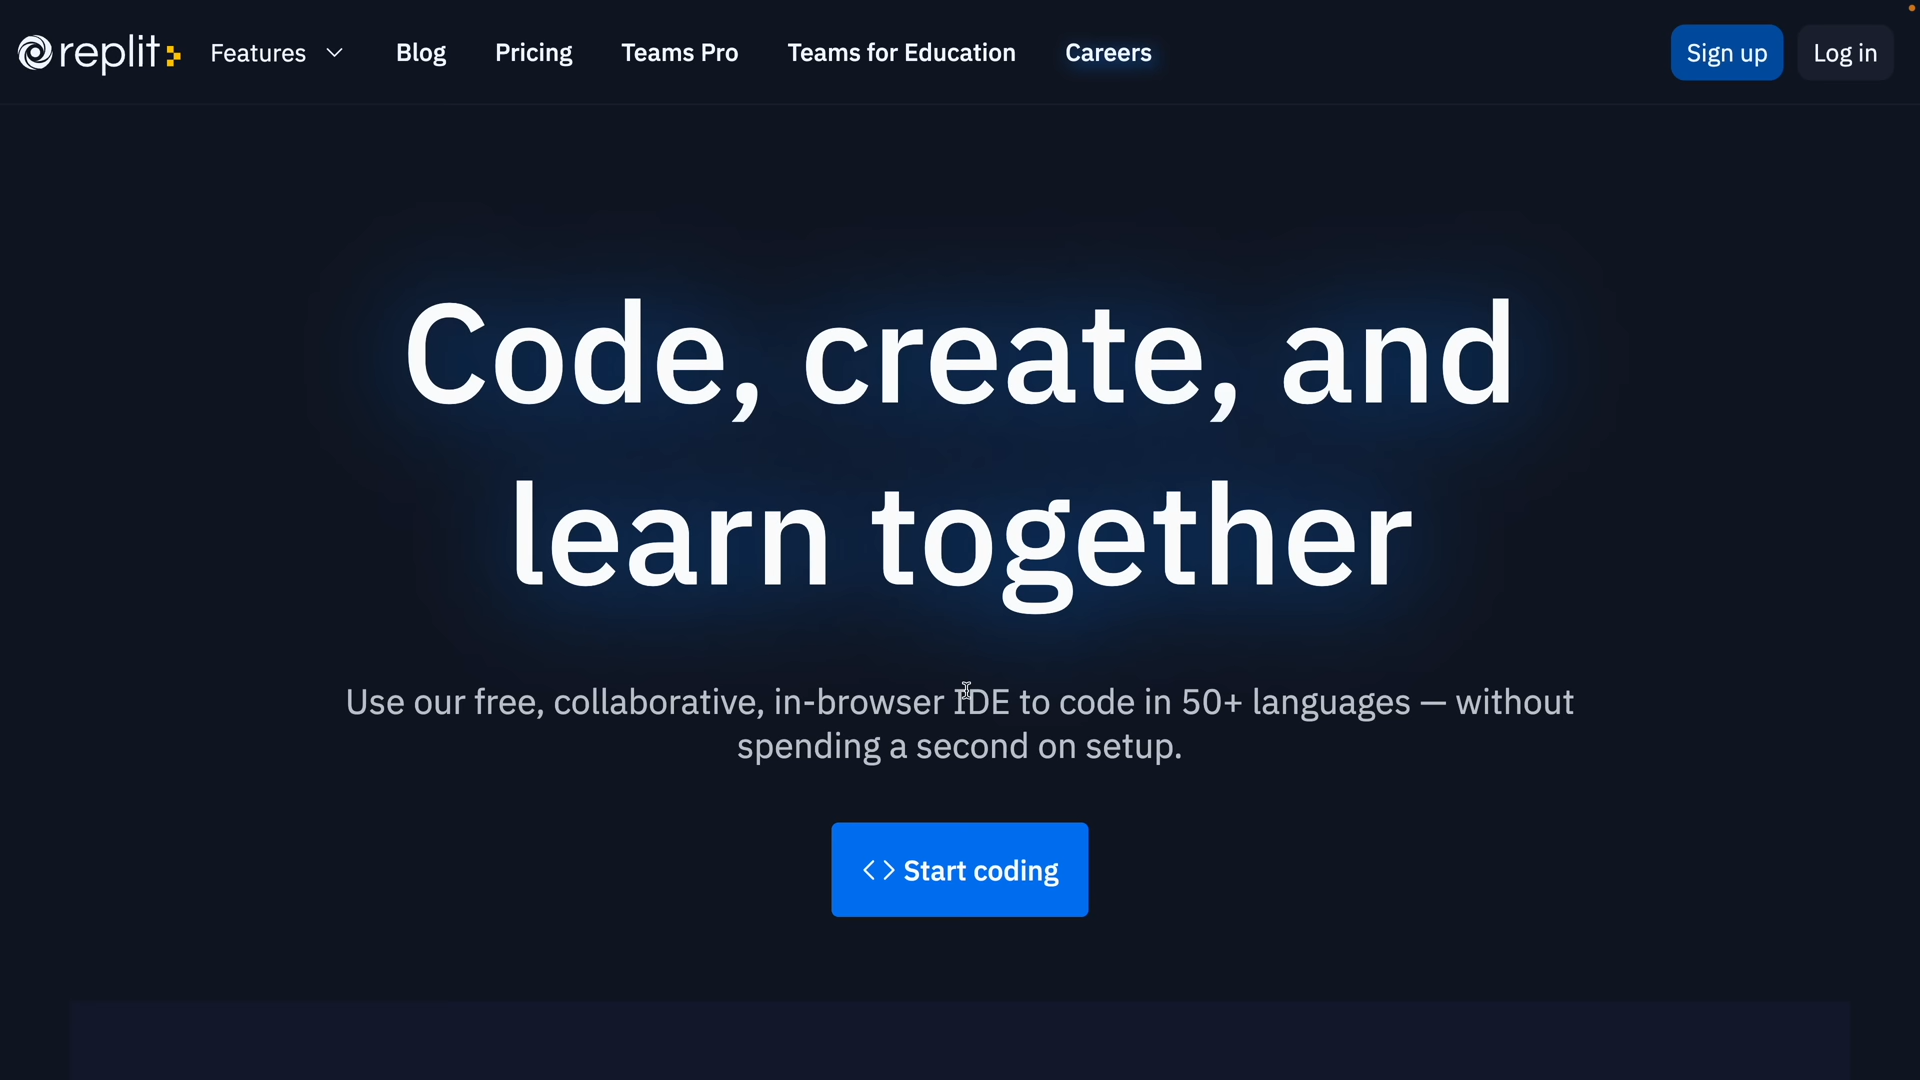 replit Features Blog Pricing Teams Pro Teams for Education Careers Sign up Log in
Code, create, and
learn together
Use our free, collaborative, in-browser IDE to code in 50+ languages — without
spending a second on setup.
<> Start coding